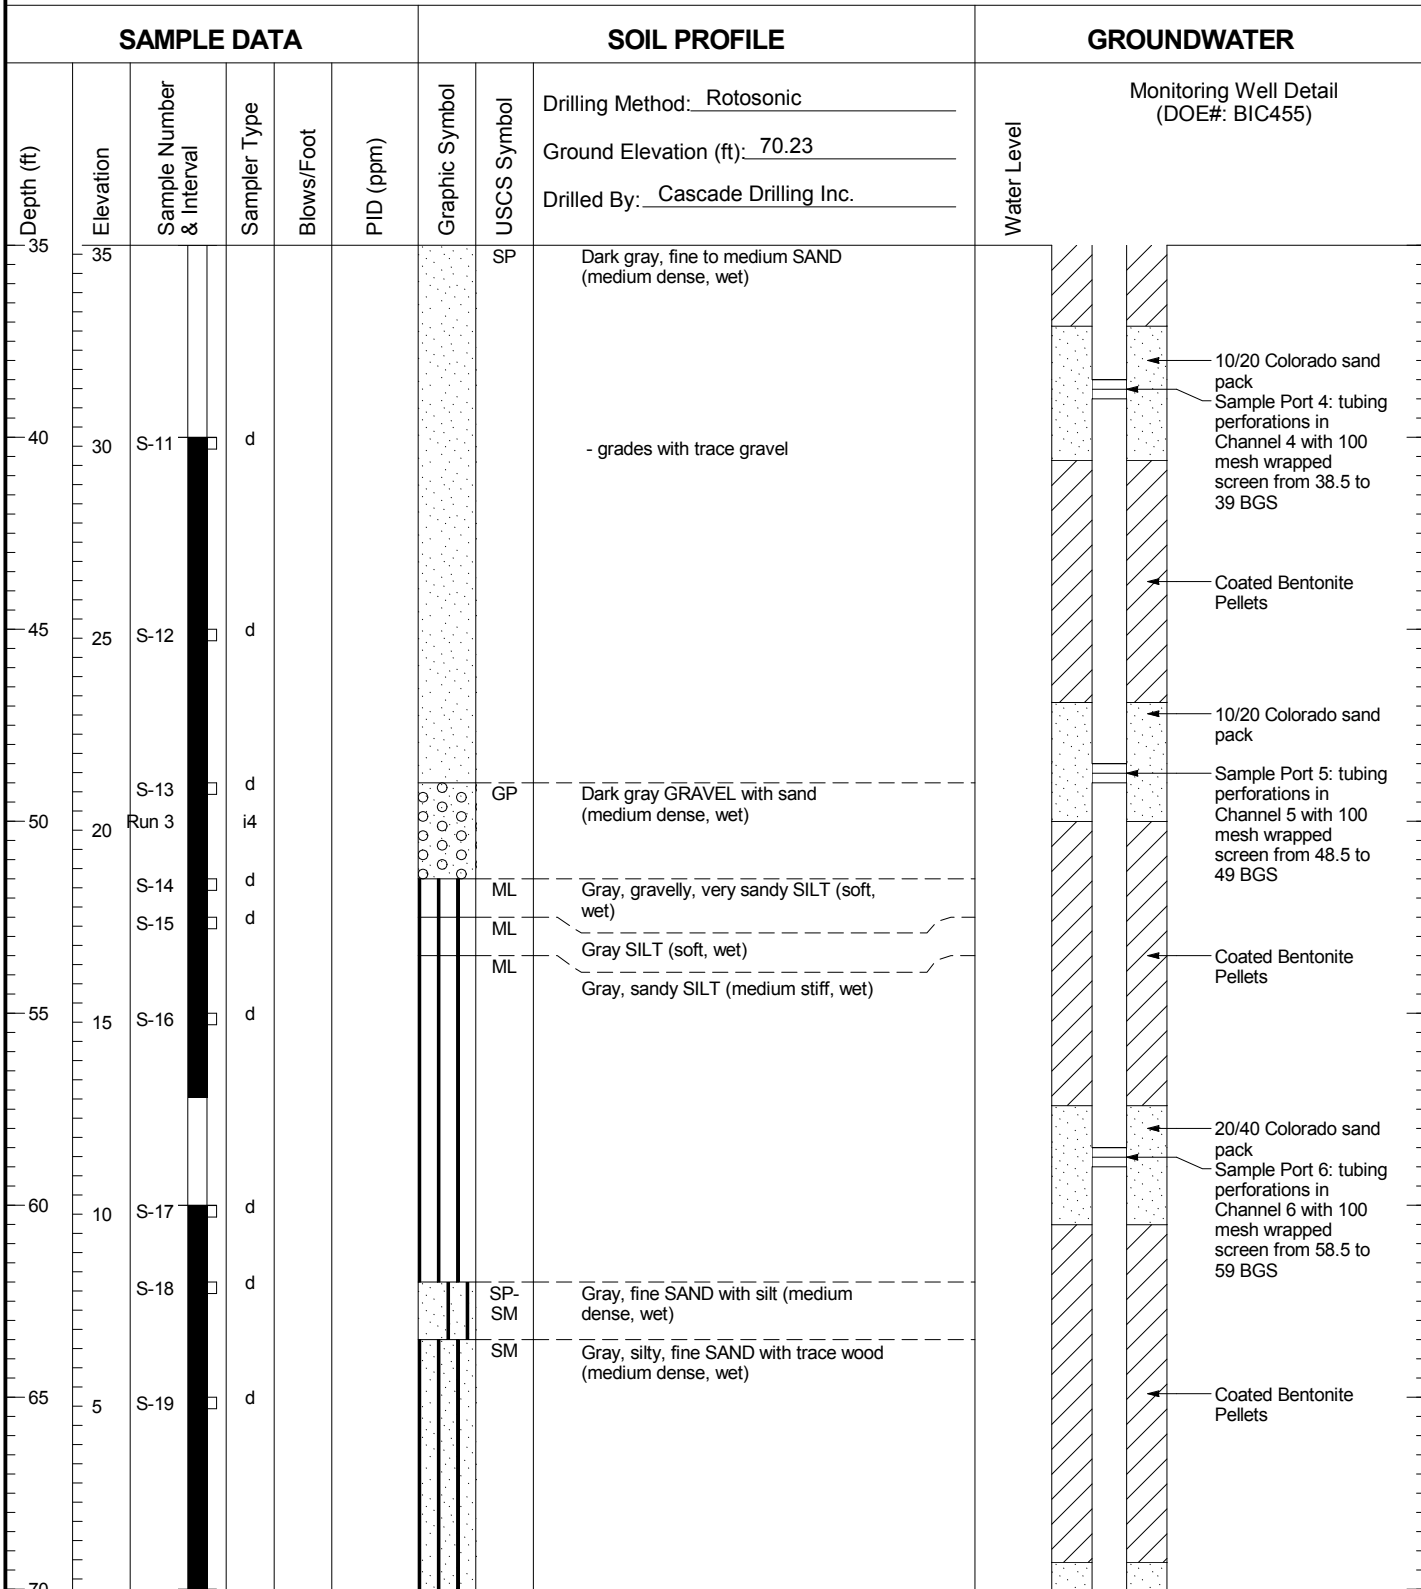 SAMPLE DATA
SOIL PROFILE
GROUNDWATER
Depth (ft)
Elevation
Sample Number
& Interval
Sampler Type
Blows/Foot
PID (ppm)
Graphic Symbol
USCS Symbol
Drilling Method: Rotosonic
Ground Elevation (ft): 70.23
Drilled By: Cascade Drilling Inc.
Water Level
Monitoring Well Detail
(DOE#: BIC455)
35
35
SP
Dark gray, fine to medium SAND
(medium dense, wet)
10/20 Colorado sand
pack
Sample Port 4: tubing
perforations in
Channel 4 with 100
mesh wrapped
screen from 38.5 to
39 BGS
40
30
S-11
d
- grades with trace gravel
Coated Bentonite
Pellets
45
25
S-12
d
10/20 Colorado sand
pack
Sample Port 5: tubing
perforations in
Channel 5 with 100
mesh wrapped
screen from 48.5 to
49 BGS
S-13
d
GP
Dark gray GRAVEL with sand
(medium dense, wet)
50
20
Run 3
i4
S-14
d
ML
Gray, gravelly, very sandy SILT (soft,
wet)
S-15
d
ML
Gray SILT (soft, wet)
ML
Gray, sandy SILT (medium stiff, wet)
Coated Bentonite
Pellets
55
15
S-16
d
20/40 Colorado sand
pack
Sample Port 6: tubing
perforations in
Channel 6 with 100
mesh wrapped
screen from 58.5 to
59 BGS
60
10
S-17
d
S-18
d
SP-
SM
Gray, fine SAND with silt (medium
dense, wet)
SM
Gray, silty, fine SAND with trace wood
(medium dense, wet)
65
5
S-19
d
Coated Bentonite
Pellets
70